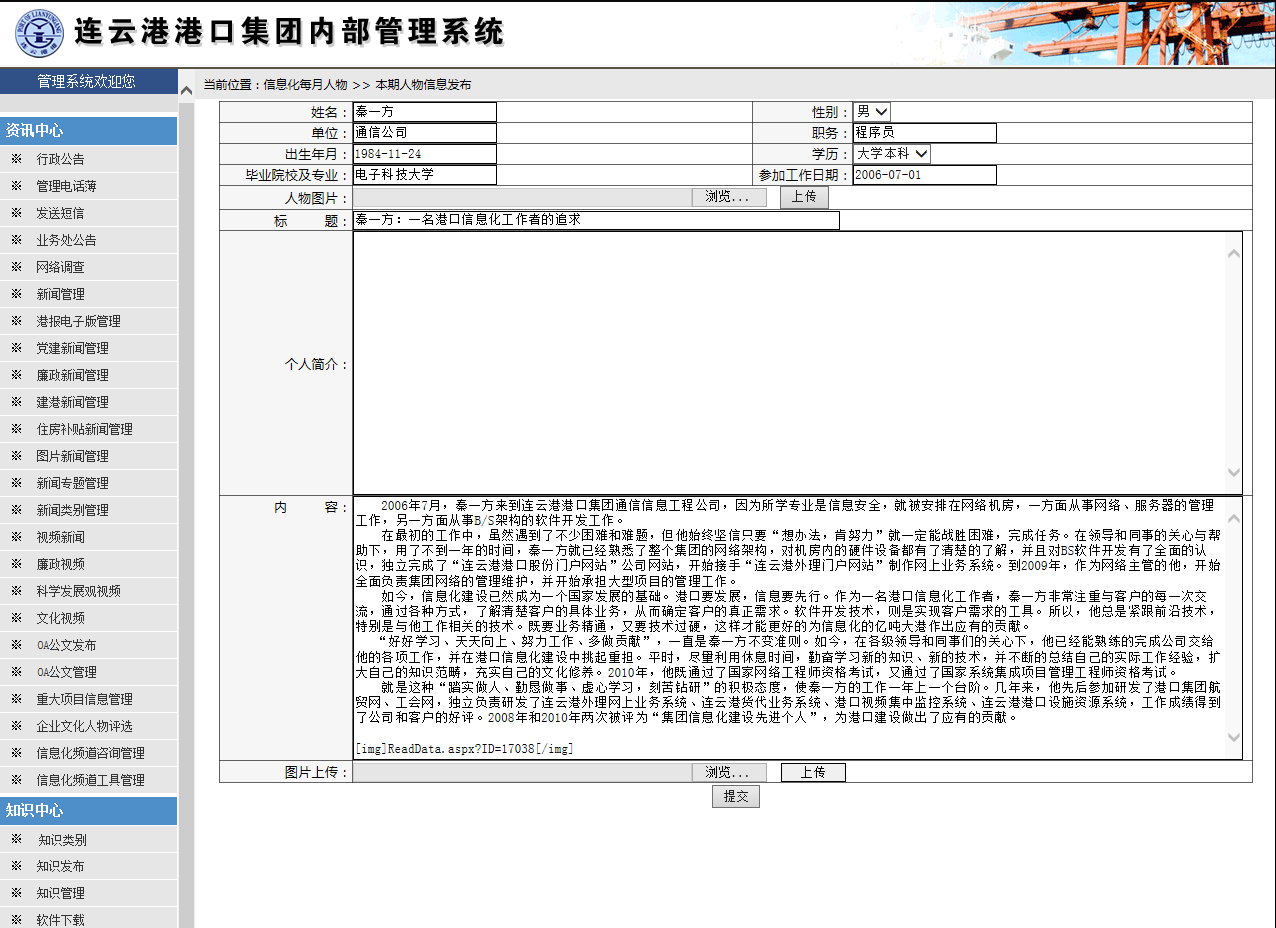 连云港港口集团内部管理系统
管理系统欢迎您
当前位置：信息化每月人物 >> 本期人物信息发布
资讯中心
※ 行政公告
※ 管理电话薄
※ 发送短信
※ 业务处公告
※ 网络调查
※ 新闻管理
※ 港报电子版管理
※ 党建新闻管理
※ 廉政新闻管理
※ 建港新闻管理
※ 住房补贴新闻管理
※ 图片新闻管理
※ 新闻专题管理
※ 新闻类别管理
※ 视频新闻
※ 廉政视频
※ 科学发展观视频
※ 文化视频
※ OA公文发布
※ OA公文管理
※ 重大项目信息管理
※ 企业文化人物评选
※ 信息化频道咨询管理
※ 信息化频道工具管理
知识中心
※ 知识类别
※ 知识发布
※ 知识管理
※ 软件下载
姓名： 秦一方 性别： 男
单位： 通信公司 职务： 程序员
出生年月： 1984-11-24 学历： 大学本科
毕业院校及专业： 电子科技大学 参加工作日期： 2006-07-01
人物图片： 浏览... 上传
标 题： 秦一方：一名港口信息化工作者的追求
个人简介：
内 容： 2006年7月，秦一方来到连云港港口集团通信信息工程公司，因为所学专业是信息安全，就被安排在网络机房，一方面从事网络、服务器的管理
工作，另一方面从事B/S架构的软件开发工作。
在最初的工作中，虽然遇到了不少困难和难题，但他始终坚信只要“想办法，肯努力”就一定能战胜困难，完成任务。在领导和同事的关心与帮
助下，用了不到一年的时间，秦一方就已经熟悉了整个集团的网络架构，对机房内的硬件设备都有了清楚的了解，并且对BS软件开发有了全面的认
识，独立完成了“连云港港口股份门户网站”公司网站，开始接手“连云港外理门户网站”制作网上业务系统。到2009年，作为网络主管的他，开始
全面负责集团网络的管理维护，并开始承担大型项目的管理工作。
如今，信息化建设已然成为一个国家发展的基础。港口要发展，信息要先行。作为一名港口信息化工作者，秦一方非常注重与客户的每一次交
流，通过各种方式，了解清楚客户的具体业务，从而确定客户的真正需求。软件开发技术，则是实现客户需求的工具。所以，他总是紧跟前沿技术，
特别是与他工作相关的技术。既要业务精通，又要技术过硬，这样才能更好的为信息化的亿吨大港作出应有的贡献。
“好好学习、天天向上、努力工作、多做贡献”，一直是秦一方不变准则。如今，在各级领导和同事们的关心下，他已经能熟练的完成公司交给
他的各项工作，并在港口信息化建设中挑起重担。平时，尽量利用休息时间，勤奋学习新的知识、新的技术，并不断的总结自己的实际工作经验，扩
大自己的知识范畴，充实自己的文化修养。2010年，他既通过了国家网络工程师资格考试，又通过了国家系统集成项目管理工程师资格考试。
就是这种“踏实做人、勤恳做事、虚心学习，刻苦钻研”的积极态度，使秦一方的工作一年上一个台阶。几年来，他先后参加研发了港口集团航
贸网、工会网，独立负责研发了连云港外理网上业务系统、连云港货代业务系统、港口视频集中监控系统、连云港港口设施资源系统，工作成绩得到
了公司和客户的好评。2008年和2010年两次被评为“集团信息化建设先进个人”，为港口建设做出了应有的贡献。
[img]ReadData.aspx?ID=17038[/img]
图片上传： 浏览... 上传
提交